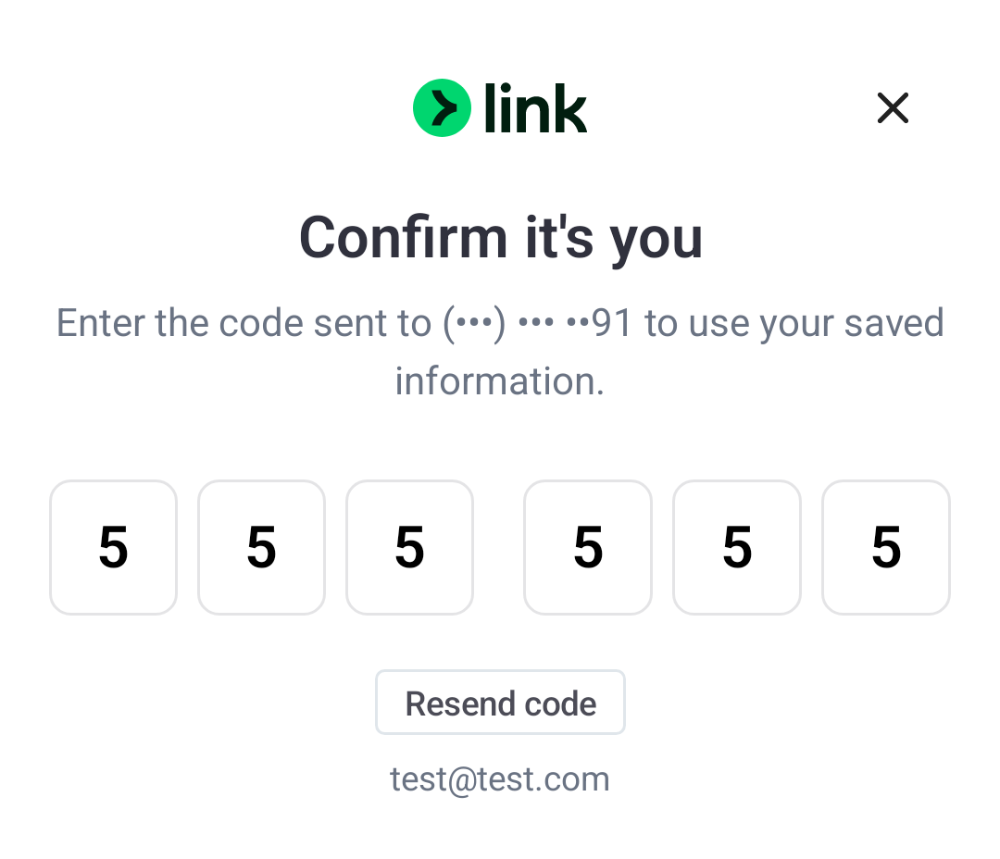 link
Confirm it's you
Enter the code sent to (•••) ••• ••91 to use your saved
information.
5 5 5 5 5 5
Resend code
test@test.com